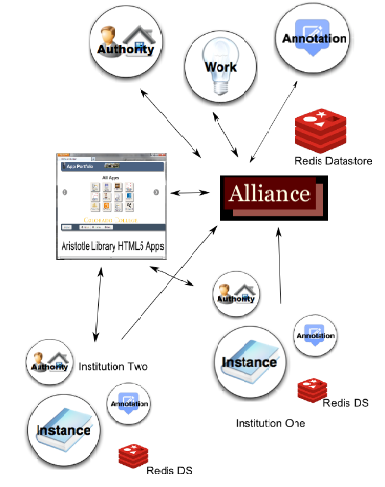 Authority
Work
Annotation
Redis Datastore
Apps Portfolio
All Apps
Alliance
Aristotle Library HTML5 Apps
Authority
Annotation
Instance
Redis DS
Institution One
Authority
Institution Two
Annotation
Instance
Redis DS